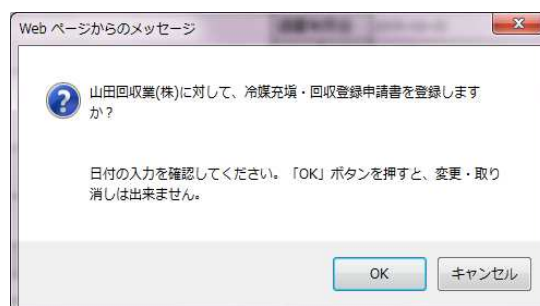 Web ページからのメッセージ
山田回収業(株)に対して、冷媒充塡・回収登録申請書を登録します
か？
日付の入力を確認してください。「OK」ボタンを押すと、変更・取り
消しは出来ません。
OK
キャンセル